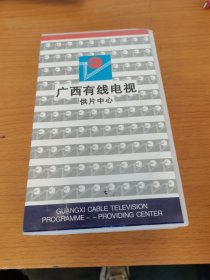 广西有线电视
供片中心
GUANGXI CABLE TELEVISION
PROGRAMME--PROVIDING CENTER